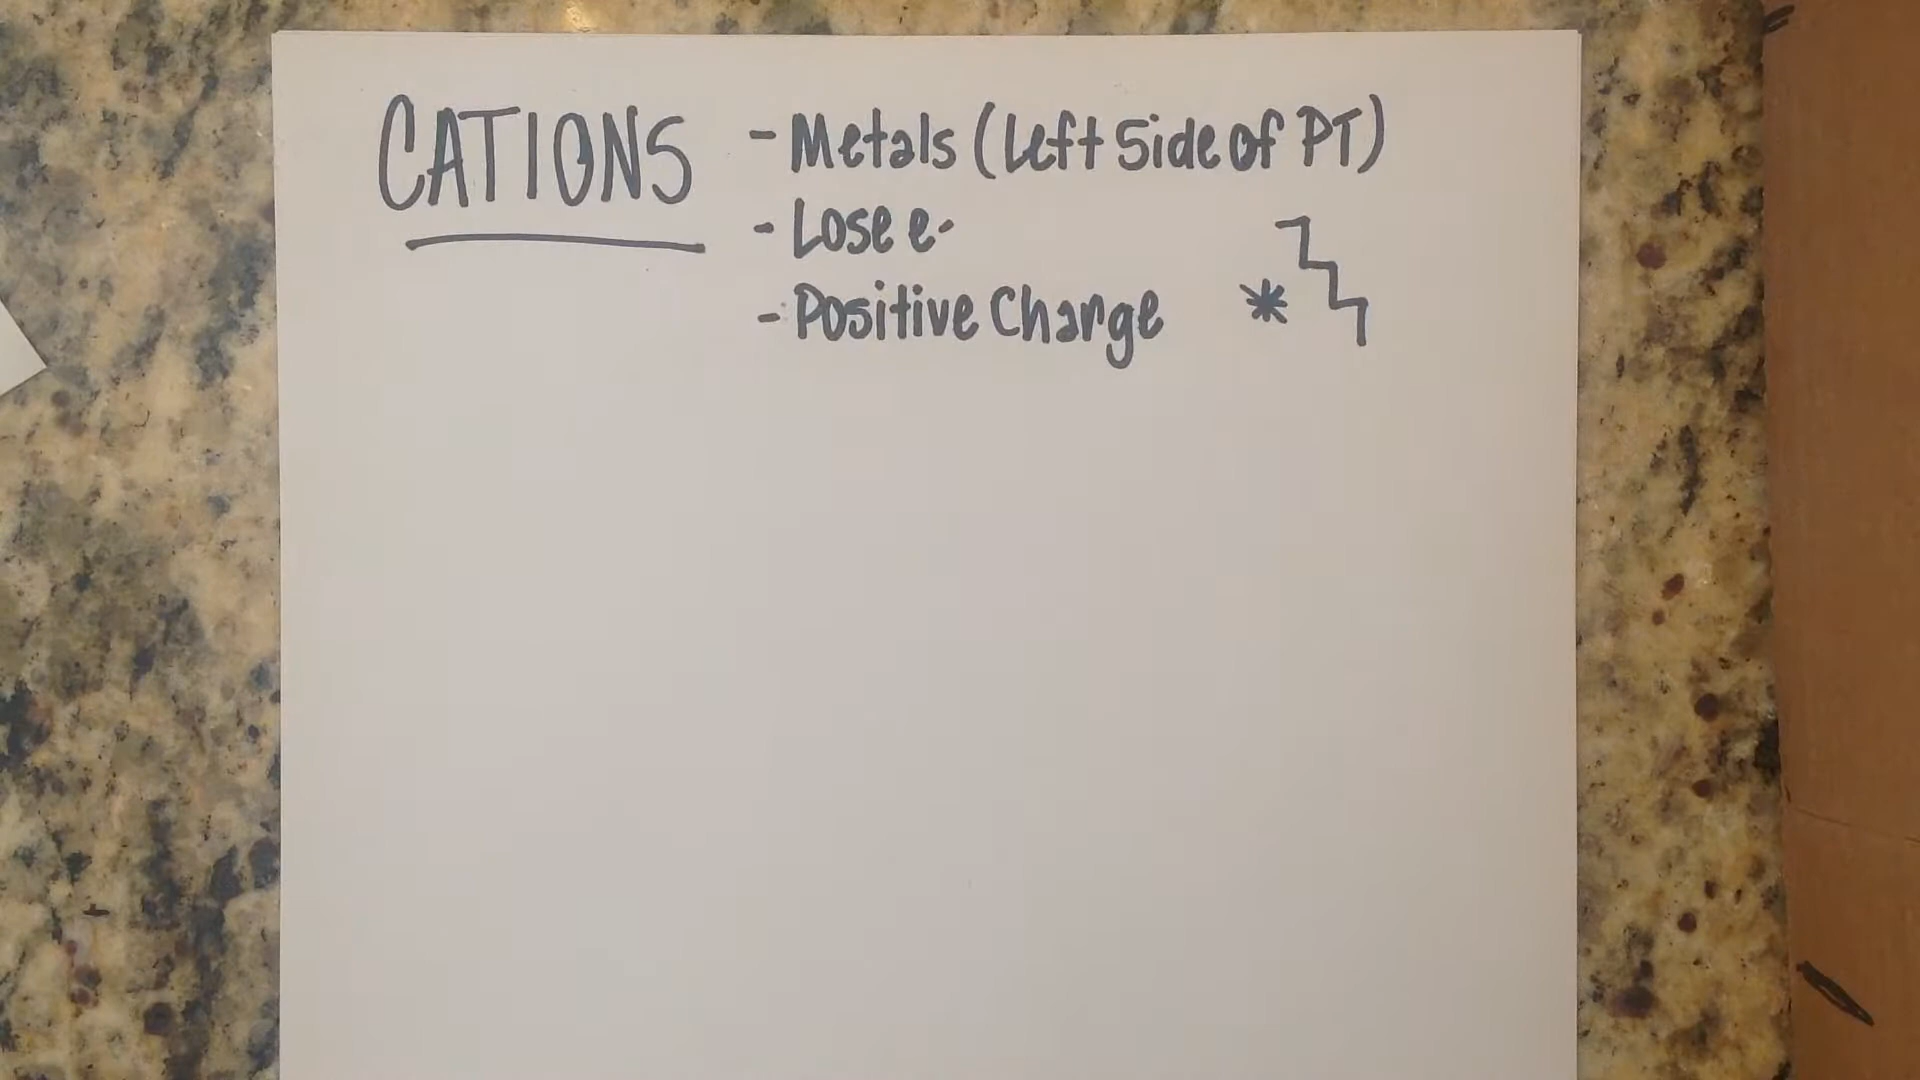 CATIONS - Metals (Left Side of PT)
- Lose e-
- Positive Charge *